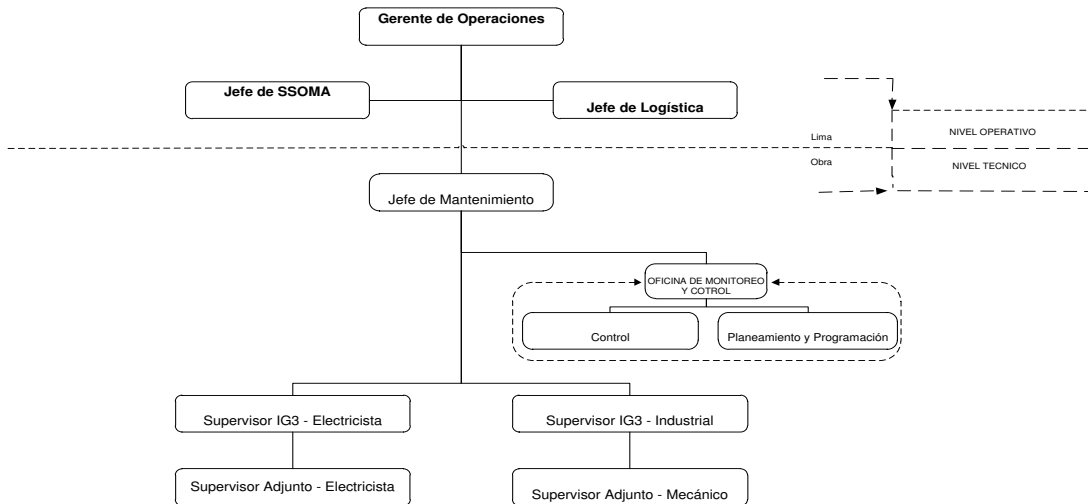 Gerente de Operaciones
Jefe de SSOMA
Jefe de Logística
Lima
NIVEL OPERATIVO
Obra
NIVEL TECNICO
Jefe de Mantenimiento
OFICINA DE MONITOREO
Y COTROL
Control
Planeamiento y Programación
Supervisor IG3 - Electricista
Supervisor IG3 - Industrial
Supervisor Adjunto - Electricista
Supervisor Adjunto - Mecánico